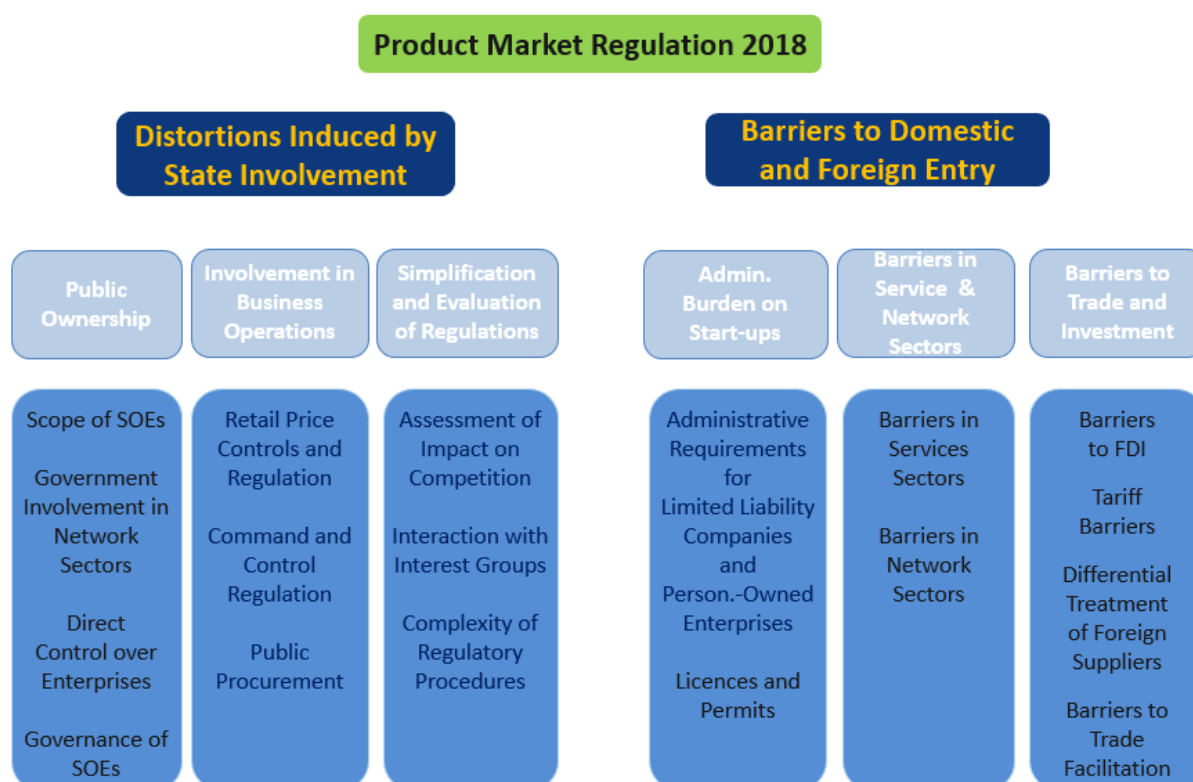 Product Market Regulation 2018
Distortions Induced by
State Involvement
Barriers to Domestic
and Foreign Entry
Public
Ownership
Involvement in
Business
Operations
Simplification
and Evaluation
of Regulations
Admin.
Burden on
Start-ups
Barriers in
Service &
Network
Sectors
Barriers to
Trade and
Investment
Scope of SOEs
Government
Involvement in
Network
Sectors
Direct
Control over
Enterprises
Governance of
SOEs
Retail Price
Controls and
Regulation
Command and
Control
Regulation
Public
Procurement
Assessment of
Impact on
Competition
Interaction with
Interest Groups
Complexity of
Regulatory
Procedures
Administrative
Requirements
for
Limited Liability
Companies
and
Person.-Owned
Enterprises
Licences and
Permits
Barriers in
Services
Sectors
Barriers in
Network
Sectors
Barriers
to FDI
Tariff
Barriers
Differential
Treatment
of Foreign
Suppliers
Barriers to
Trade
Facilitation